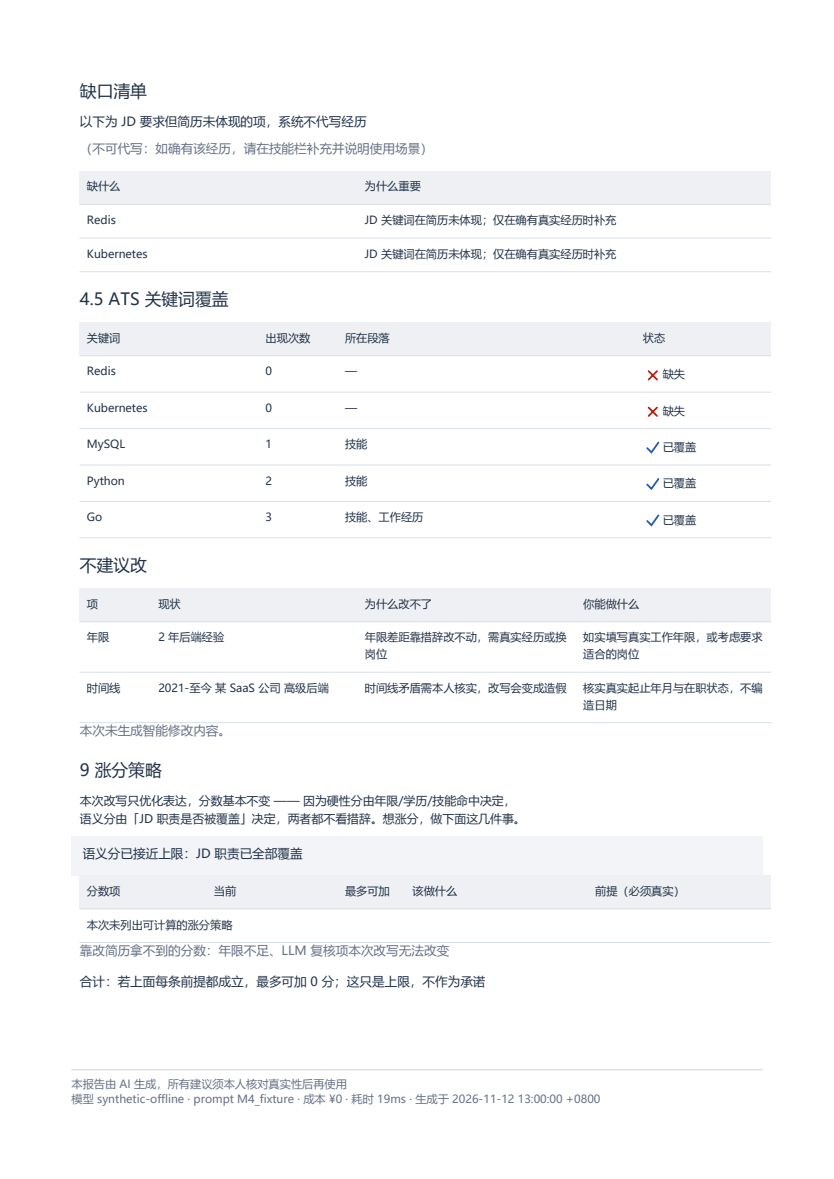 缺口清单
以下为 JD 要求但简历未体现的项，系统不代写经历
（不可代写：如确有该经历，请在技能栏补充并说明使用场景）
缺什么 为什么重要
Redis JD 关键词在简历未体现；仅在确有真实经历时补充
Kubernetes JD 关键词在简历未体现；仅在确有真实经历时补充
4.5 ATS 关键词覆盖
关键词 出现次数 所在段落 状态
Redis 0 — ✕ 缺失
Kubernetes 0 — ✕ 缺失
MySQL 1 技能 ✓ 已覆盖
Python 2 技能 ✓ 已覆盖
Go 3 技能、工作经历 ✓ 已覆盖
不建议改
项 现状 为什么改不了 你能做什么
年限 2 年后端经验 年限差距靠措辞改不动，需真实经历或换 如实填写真实工作年限，或考虑要求
岗位 适合的岗位
时间线 2021-至今 某 SaaS 公司 高级后端 时间线矛盾需本人核实，改写会变成造假 核实真实起止年月与在职状态，不编
造日期
本次未生成智能修改内容。
9 涨分策略
本次改写只优化表达，分数基本不变 —— 因为硬性分由年限/学历/技能命中决定，
语义分由「JD 职责是否被覆盖」决定，两者都不看措辞。想涨分，做下面这几件事。
语义分已接近上限：JD 职责已全部覆盖
分数项 当前 最多可加 该做什么 前提（必须真实）
本次未列出可计算的涨分策略
靠改简历拿不到的分数：年限不足、LLM 复核项本次改写无法改变
合计：若上面每条前提都成立，最多可加 0 分；这只是上限，不作为承诺
本报告由 AI 生成，所有建议须本人核对真实性后再使用
模型 synthetic-offline · prompt M4_fixture · 成本 ¥0 · 耗时 19ms · 生成于 2026-11-12 13:00:00 +0800